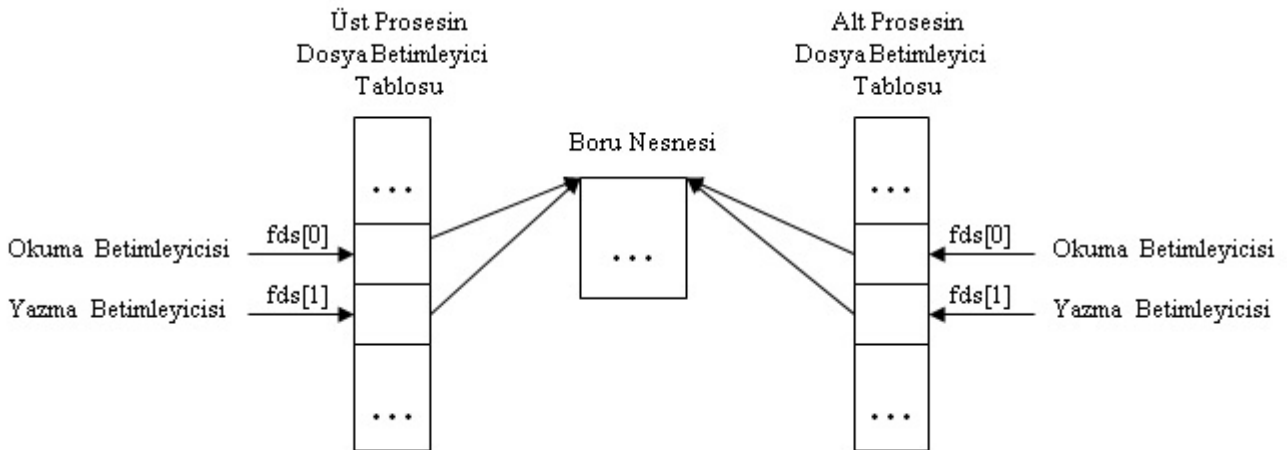 Üst Prosesin
Dosya Betimleyici
Tablosu
Alt Prosesin
Dosya Betimleyici
Tablosu
Boru Nesnesi
...
...
...
Okuma Betimleyicisi
fds[0]
fds[0]
Okuma Betimleyicisi
Yazma Betimleyicisi
fds[1]
fds[1]
Yazma Betimleyicisi
...
...